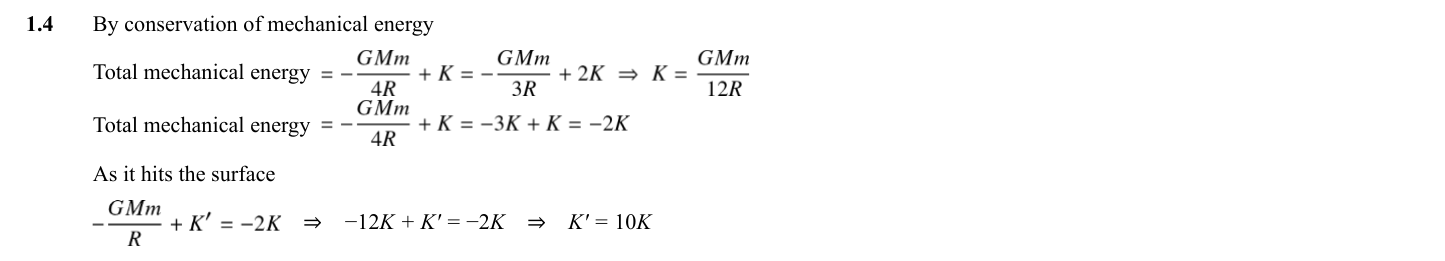 1.4 By conservation of mechanical energy
Total mechanical energy = −GMm/4R + K = −GMm/3R + 2K ⇒ K = GMm/12R
Total mechanical energy = −GMm/4R + K = −3K + K = −2K
As it hits the surface
−GMm/R + K′ = −2K ⇒ −12K + K′ = −2K ⇒ K′ = 10K